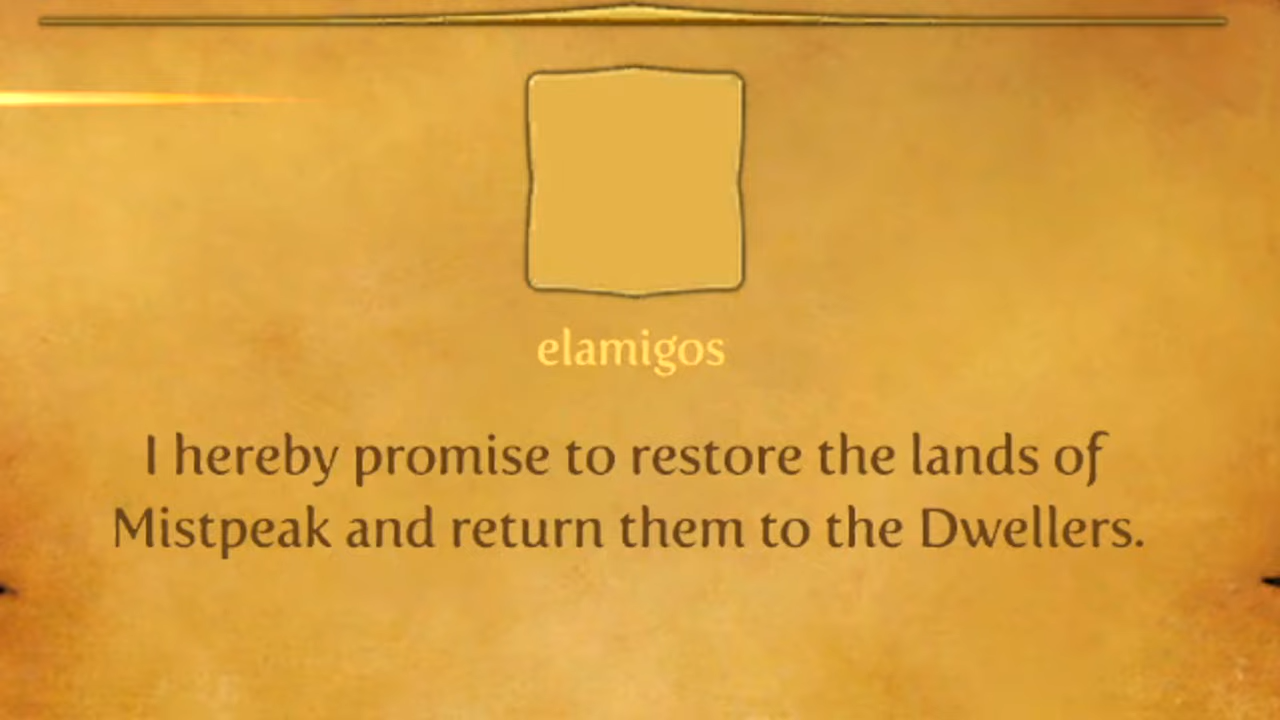 elamigos
I hereby promise to restore the lands of
Mistpeak and return them to the Dwellers.